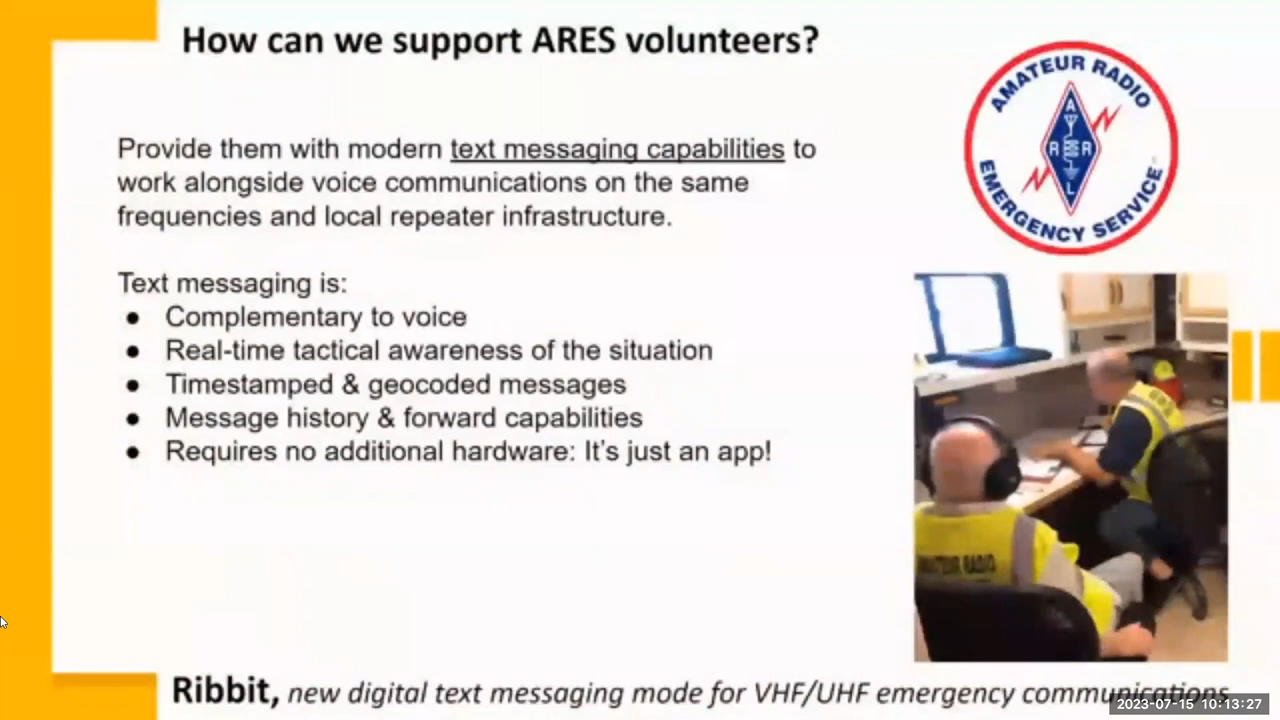 How can we support ARES volunteers?
AMATEUR RADIO
A
R R
L
EMERGENCY SERVICE
Provide them with modern text messaging capabilities to
work alongside voice communications on the same
frequencies and local repeater infrastructure.
Text messaging is:
● Complementary to voice
● Real-time tactical awareness of the situation
● Timestamped & geocoded messages
● Message history & forward capabilities
● Requires no additional hardware: It’s just an app!
AMATEUR RADIO
Ribbit, new digital text messaging mode for VHF/UHF emergency communications
2023-07-15 10:13:27